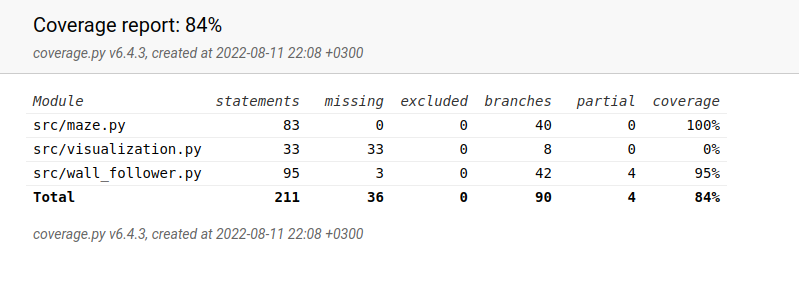 Coverage report: 84%
coverage.py v6.4.3, created at 2022-08-11 22:08 +0300
Module statements missing excluded branches partial coverage
src/maze.py 83 0 0 40 0 100%
src/visualization.py 33 33 0 8 0 0%
src/wall_follower.py 95 3 0 42 4 95%
Total 211 36 0 90 4 84%
coverage.py v6.4.3, created at 2022-08-11 22:08 +0300